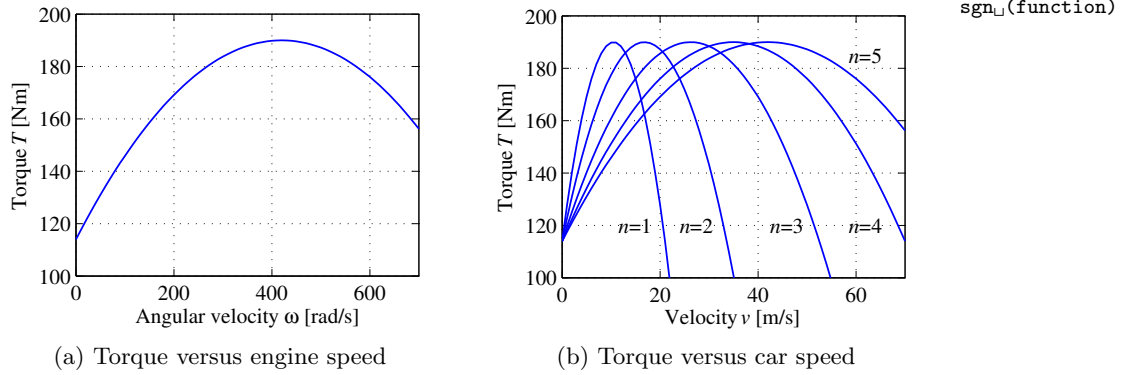 sgn␣(function)
200
180
160
140
120
100
Torque T [Nm]
0 200 400 600
Angular velocity ω [rad/s]
(a) Torque versus engine speed
200
180
160
140
120
100
Torque T [Nm]
n=5
n=1 n=2 n=3 n=4
0 20 40 60
Velocity v [m/s]
(b) Torque versus car speed